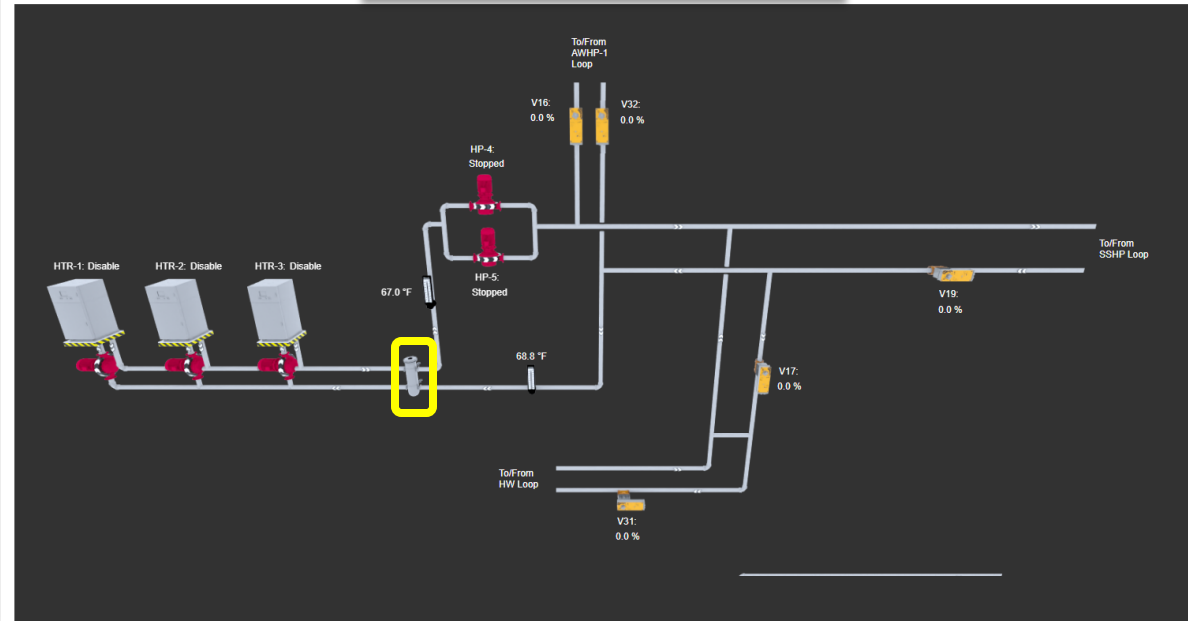 To/From
AWHP-1
Loop
V16:
0.0 %
V32:
0.0 %
HP-4:
Stopped
To/From
SSHP Loop
HTR-1: Disable
HTR-2: Disable
HTR-3: Disable
HP-5:
Stopped
67.0 °F
V19:
0.0 %
68.8 °F
V17:
0.0 %
To/From
HW Loop
V31:
0.0 %